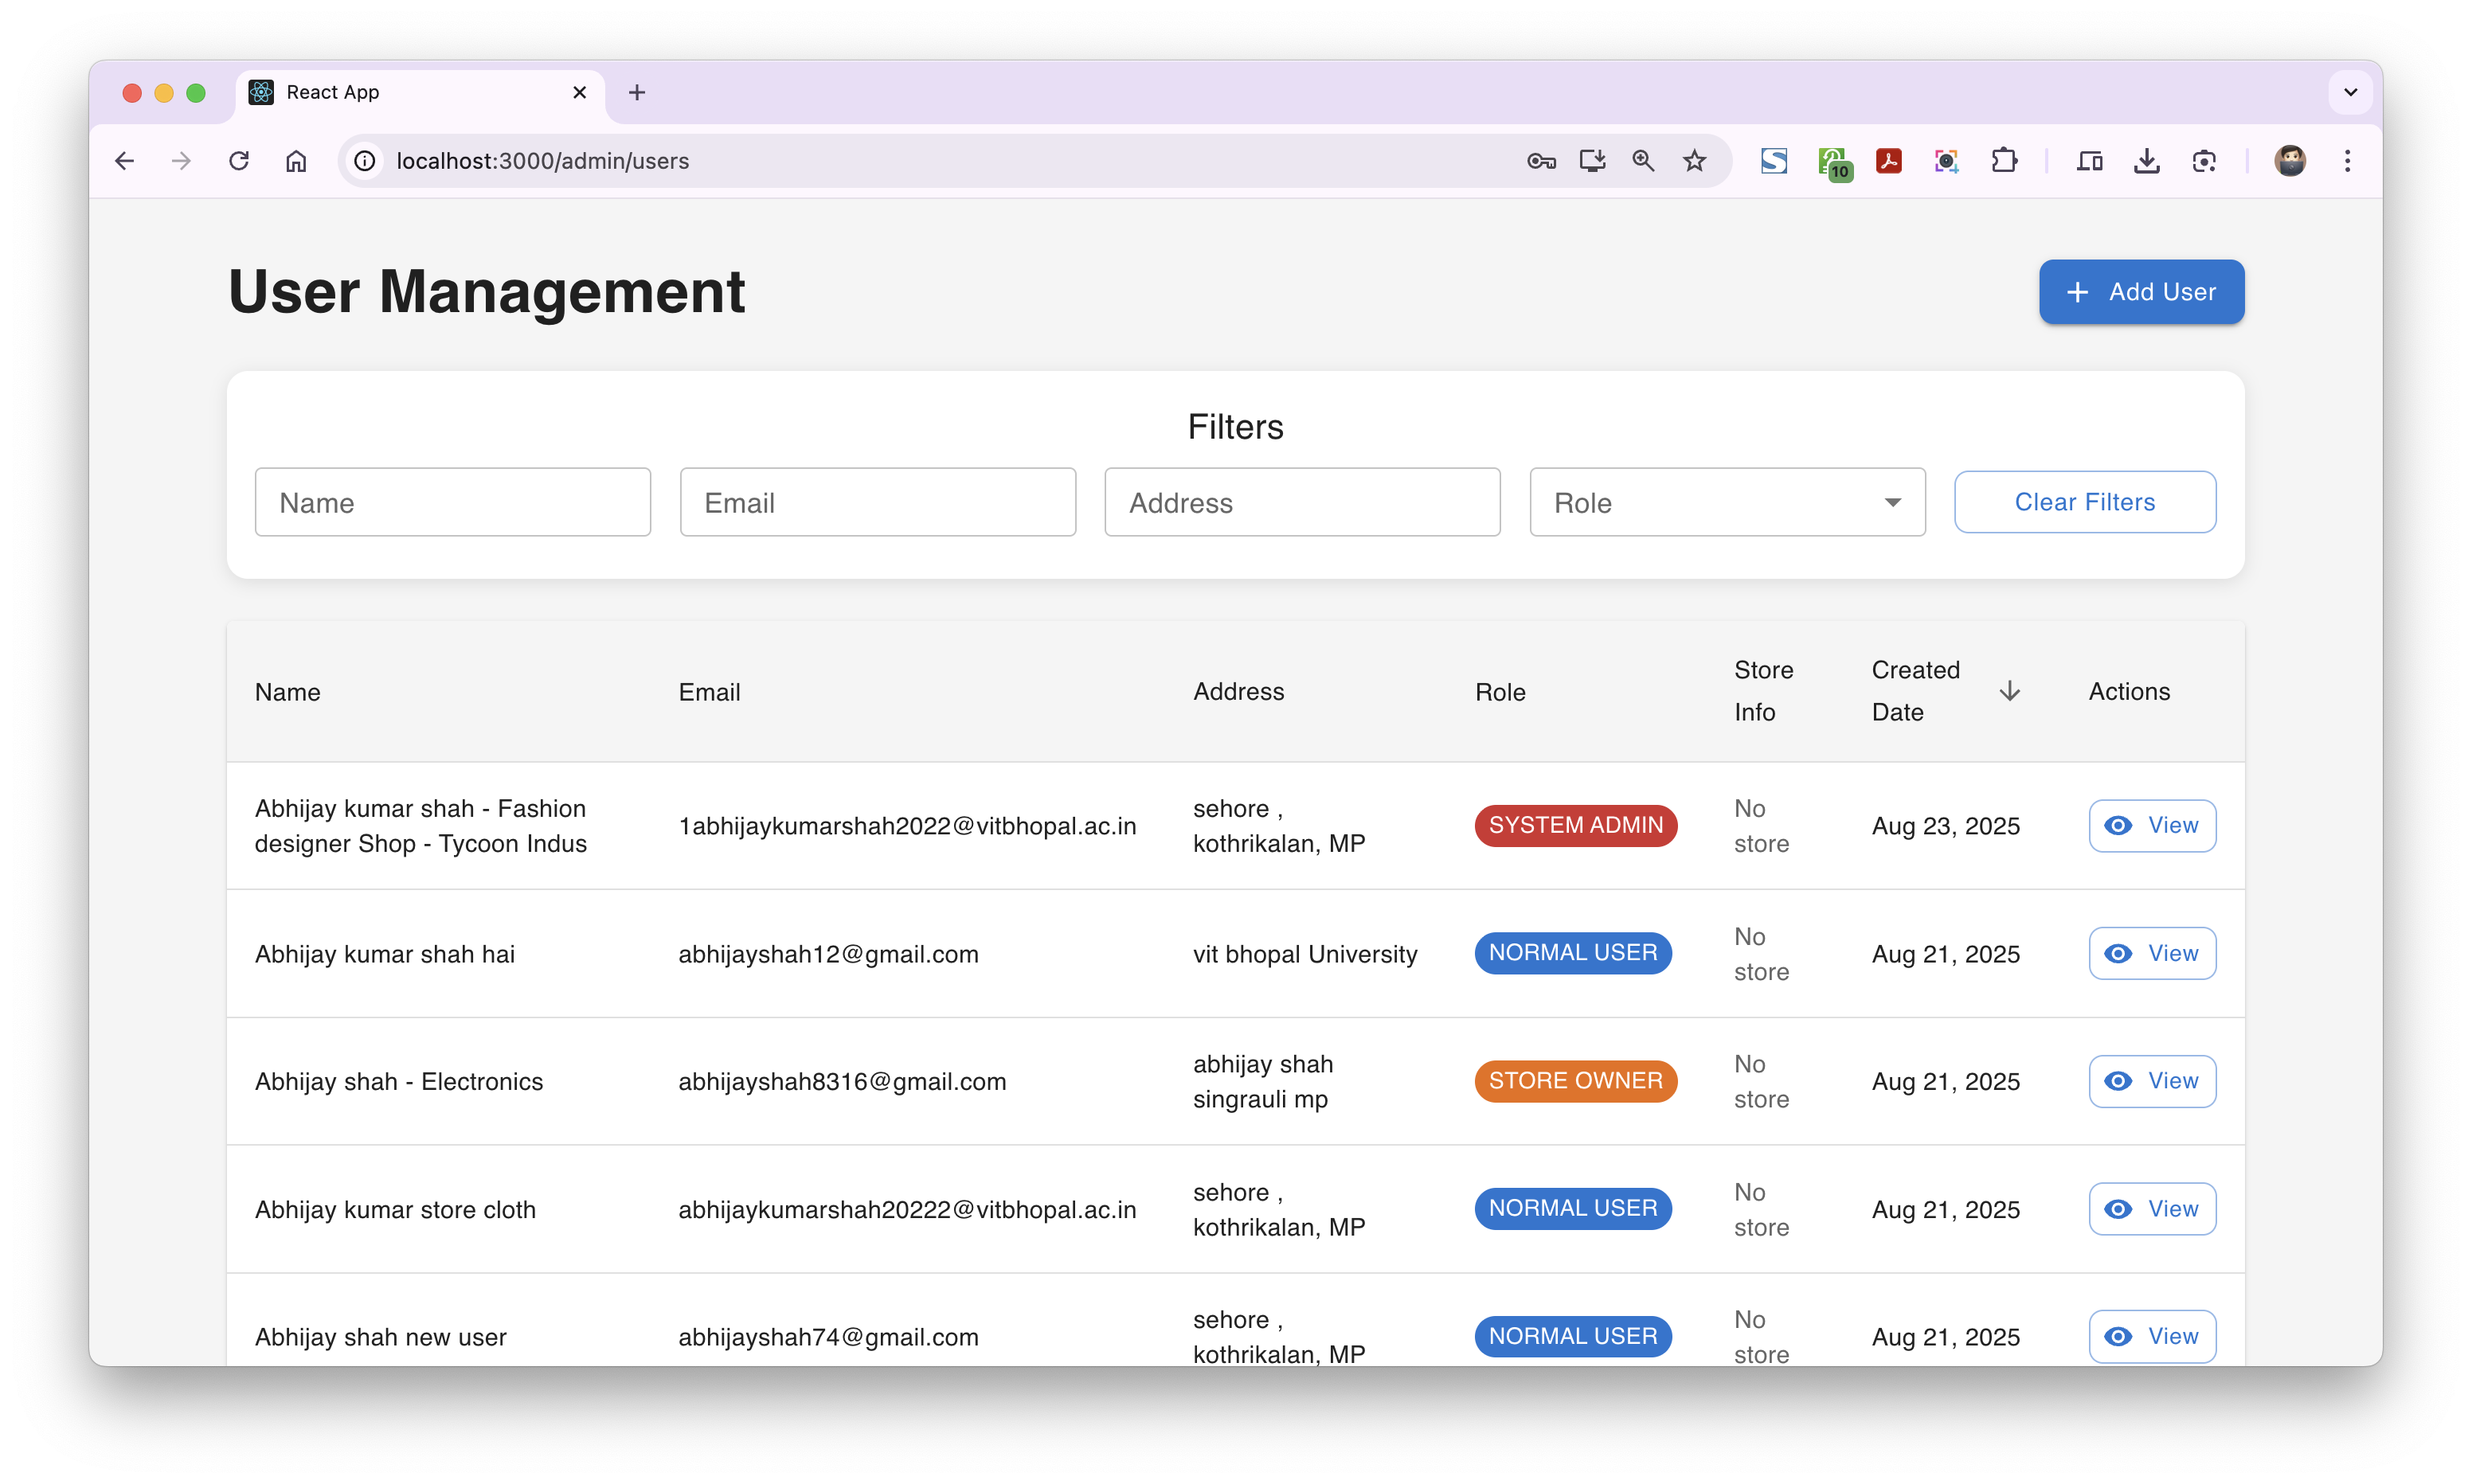 React App
localhost:3000/admin/users
10
User Management
+ Add User
Filters
Name Email Address Role Clear Filters
Name Email Address Role Store Info Created Date Actions
Abhijay kumar shah - Fashion
designer Shop - Tycoon Indus
1abhijaykumarshah2022@vitbhopal.ac.in
sehore ,
kothrikalan, MP
SYSTEM ADMIN
No
store
Aug 23, 2025
View
Abhijay kumar shah hai
abhijayshah12@gmail.com
vit bhopal University
NORMAL USER
No
store
Aug 21, 2025
View
Abhijay shah - Electronics
abhijayshah8316@gmail.com
abhijay shah
singrauli mp
STORE OWNER
No
store
Aug 21, 2025
View
Abhijay kumar store cloth
abhijaykumarshah20222@vitbhopal.ac.in
sehore ,
kothrikalan, MP
NORMAL USER
No
store
Aug 21, 2025
View
Abhijay shah new user
abhijayshah74@gmail.com
sehore ,
kothrikalan, MP
NORMAL USER
No
store
Aug 21, 2025
View